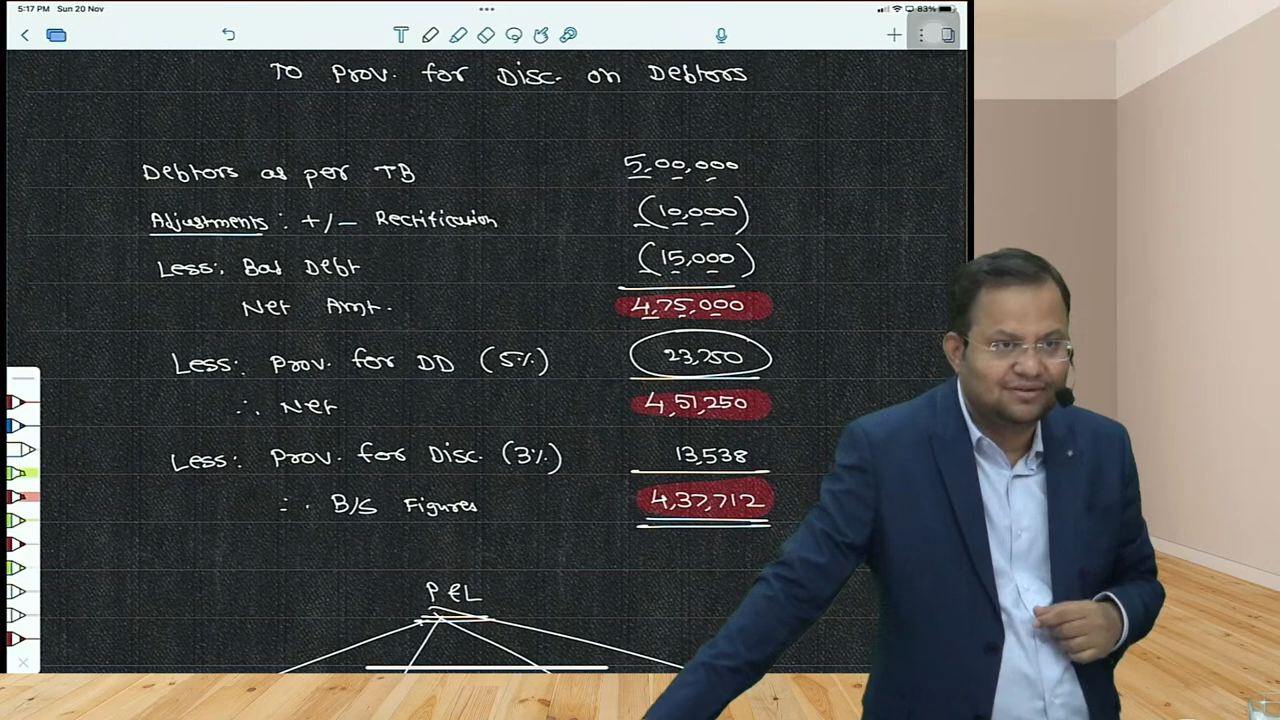 5:17 PM Sun 20 Nov
83%
To Prov. for Disc. on Debtors
Debtors as per TB 5,00,000
Adjustments : +/- Rectification (10,000)
Less: Bad Debt (15,000)
Net Amt. 4,75,000
Less: Prov. for DD (5%) 23,750
∴ Net 4,51,250
Less: Prov. for Disc. (3%) 13,538
∴ B/S Figures 4,37,712
P&L